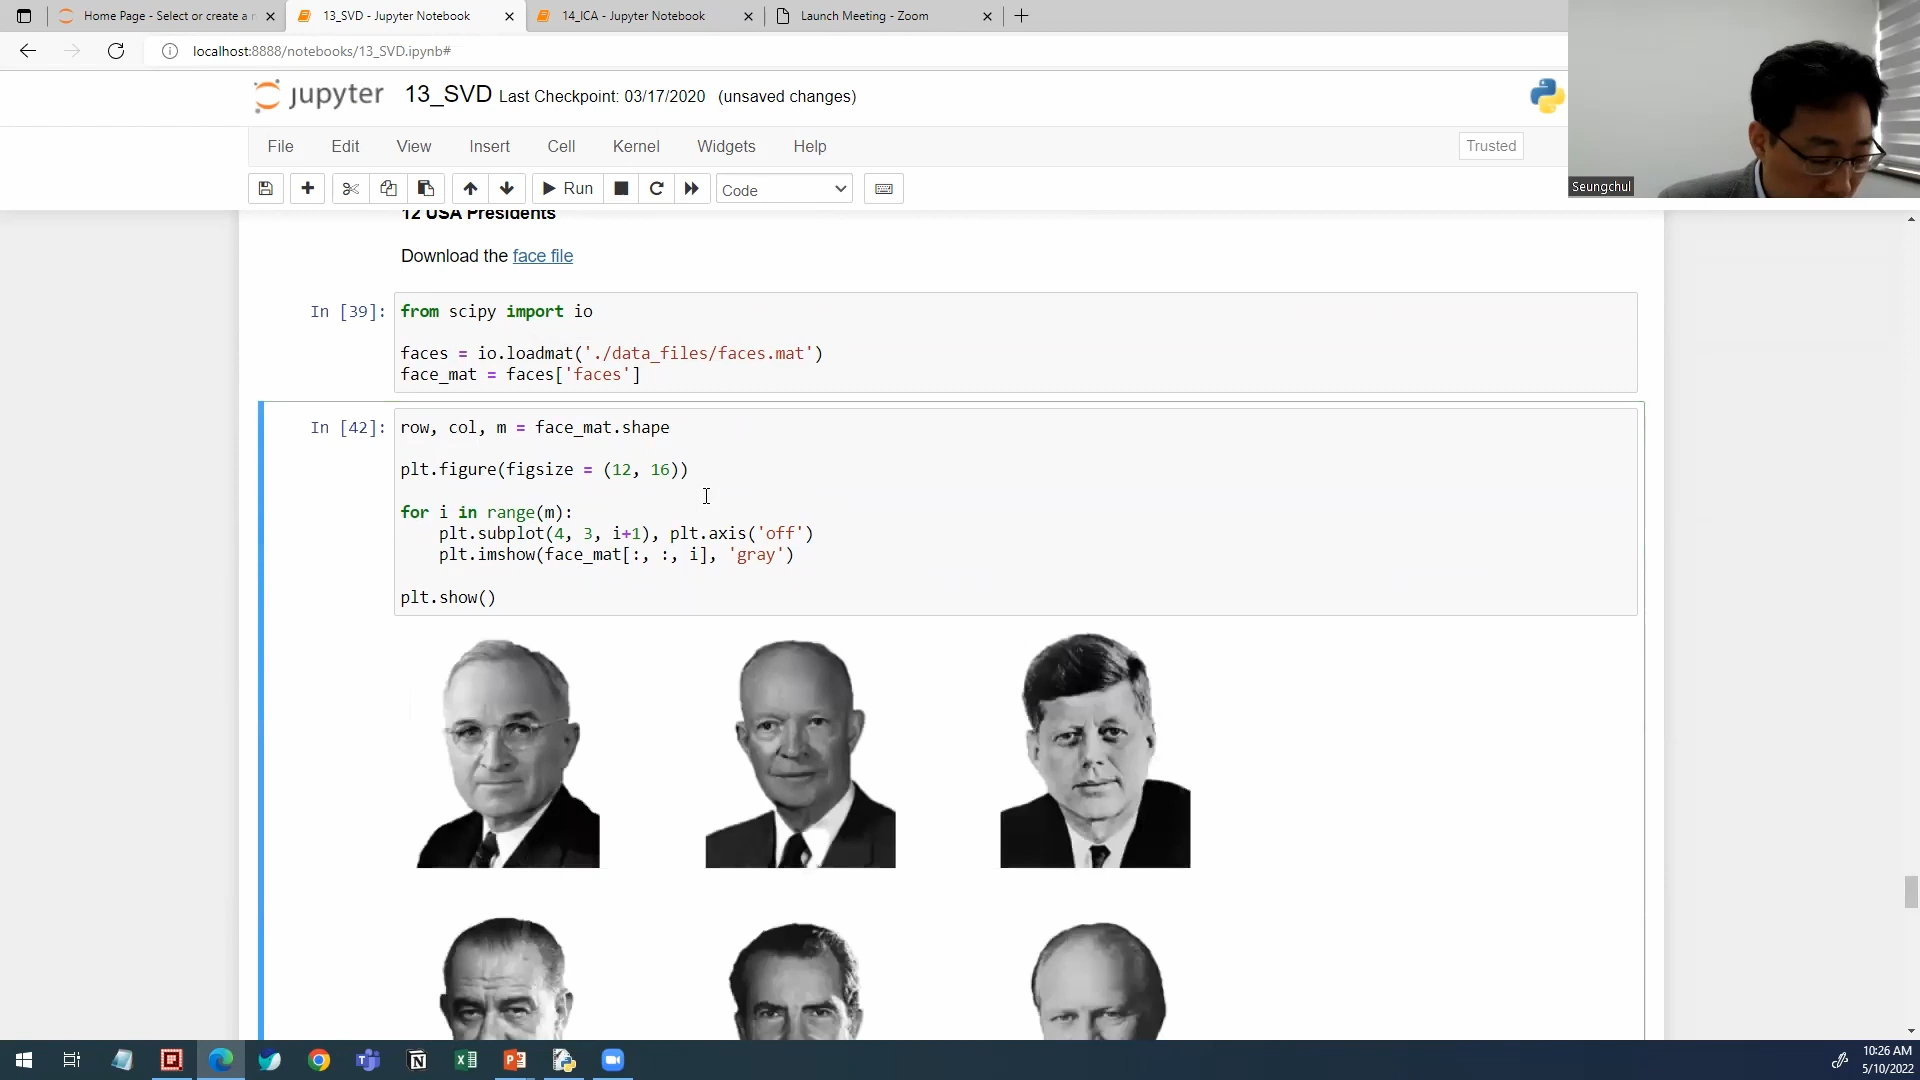 Home Page - Select or create a n
13_SVD - Jupyter Notebook
14_ICA - Jupyter Notebook
Launch Meeting - Zoom
localhost:8888/notebooks/13_SVD.ipynb#
jupyter 13_SVD Last Checkpoint: 03/17/2020 (unsaved changes)
File Edit View Insert Cell Kernel Widgets Help
Trusted
Seungchul
Run
Code
12 USA Presidents
Download the face file
In [39]:
from scipy import io
faces = io.loadmat('./data_files/faces.mat')
face_mat = faces['faces']
In [42]:
row, col, m = face_mat.shape
plt.figure(figsize = (12, 16))
for i in range(m):
plt.subplot(4, 3, i+1), plt.axis('off')
plt.imshow(face_mat[:, :, i], 'gray')
plt.show()
10:26 AM
5/10/2022